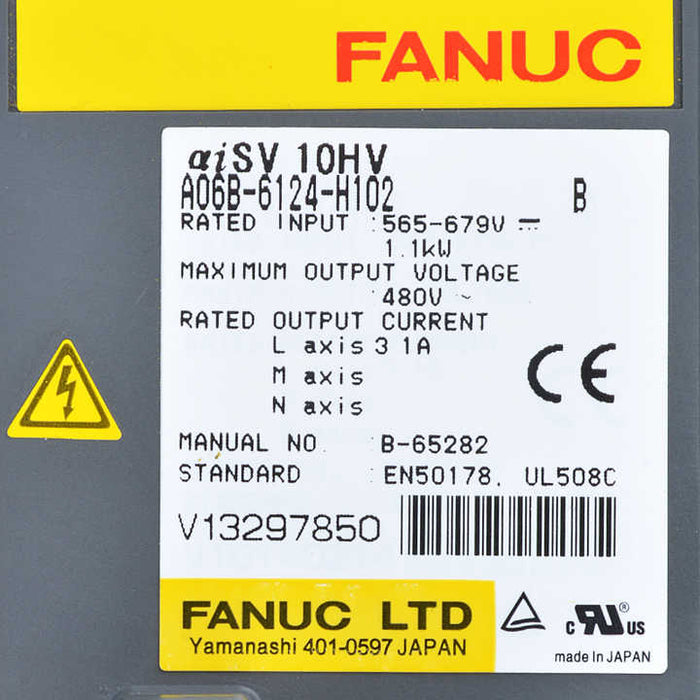 FANUC
αiSV 10HV
A06B-6124-H102 B
RATED INPUT :565-679V ⎓
1.1kW
MAXIMUM OUTPUT VOLTAGE
:480V ~
RATED OUTPUT CURRENT
L axis 3.1A
M axis
N axis
CE
MANUAL NO. B-65282
STANDARD :EN50178, UL508C
V13297850
FANUC LTD
Yamanashi 401-0597 JAPAN
c RU® US
made In JAPAN